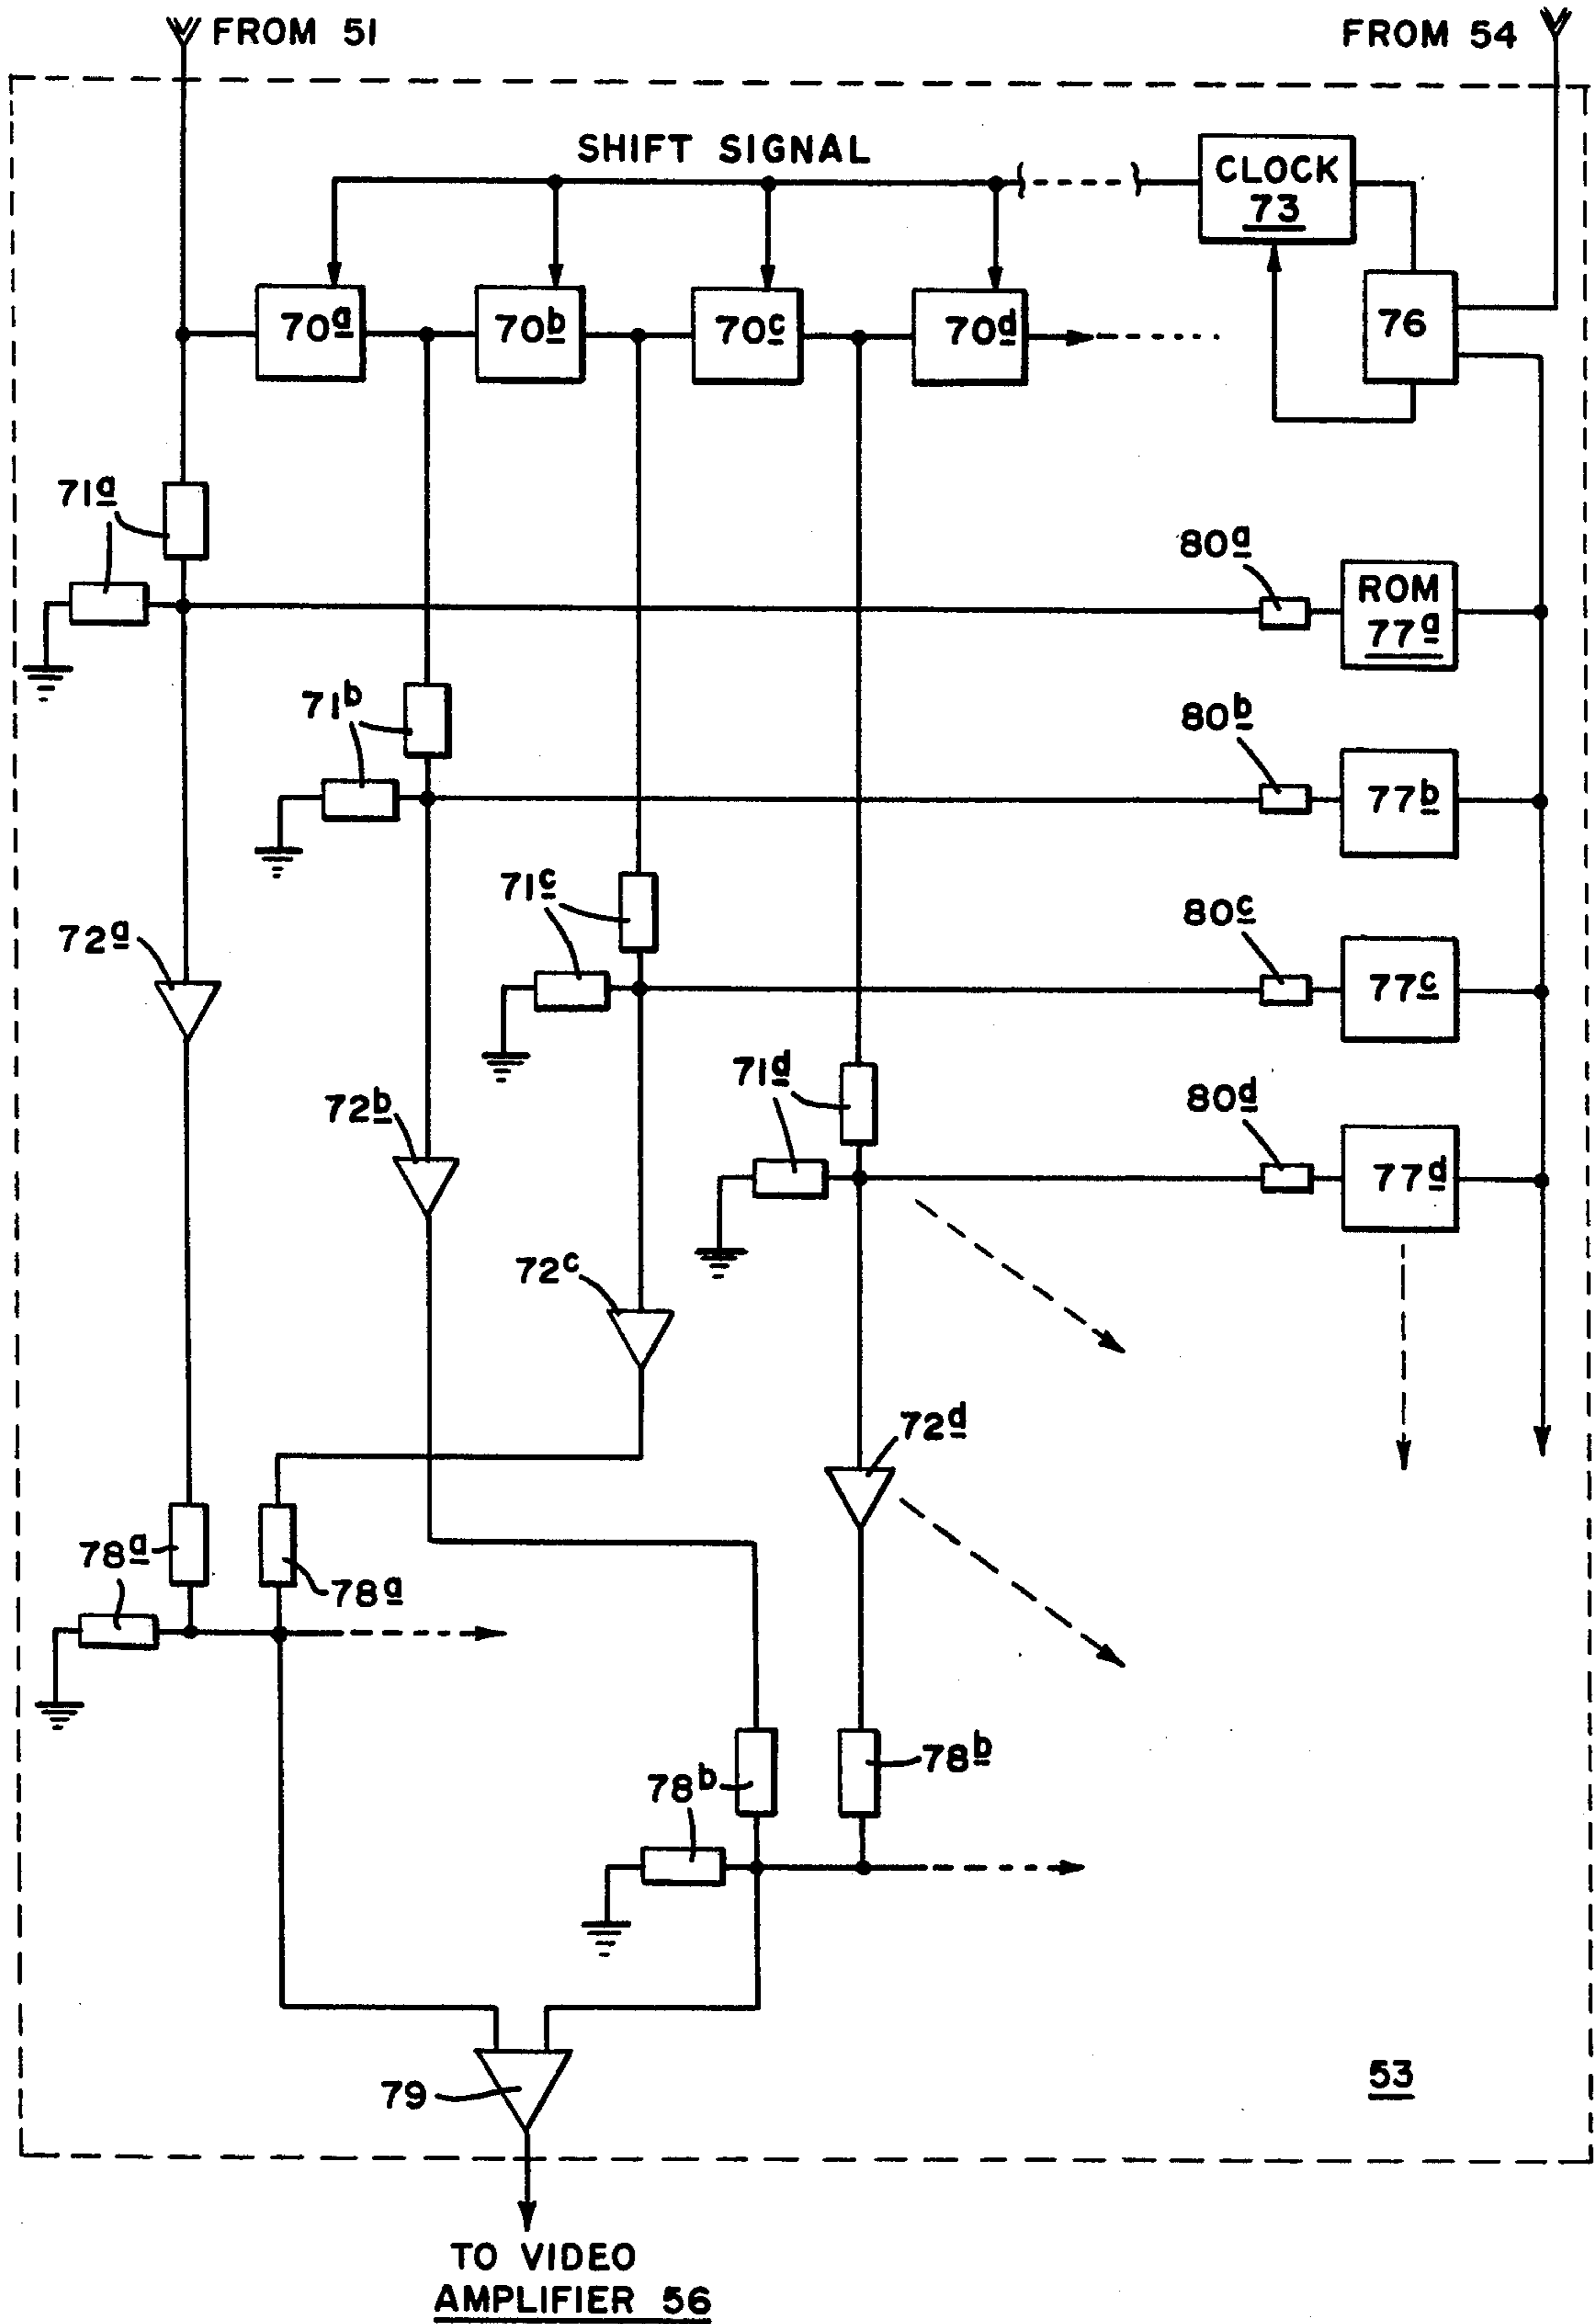 FROM 51
FROM 54
SHIFT SIGNAL
CLOCK
73
70a
70b
70c
70d
76
71a
80a
ROM
77a
71b
80b
77b
71c
80c
77c
72a
71d
80d
77d
72b
72c
72d
78a
78a
78b
78b
79
53
TO VIDEO
AMPLIFIER 56